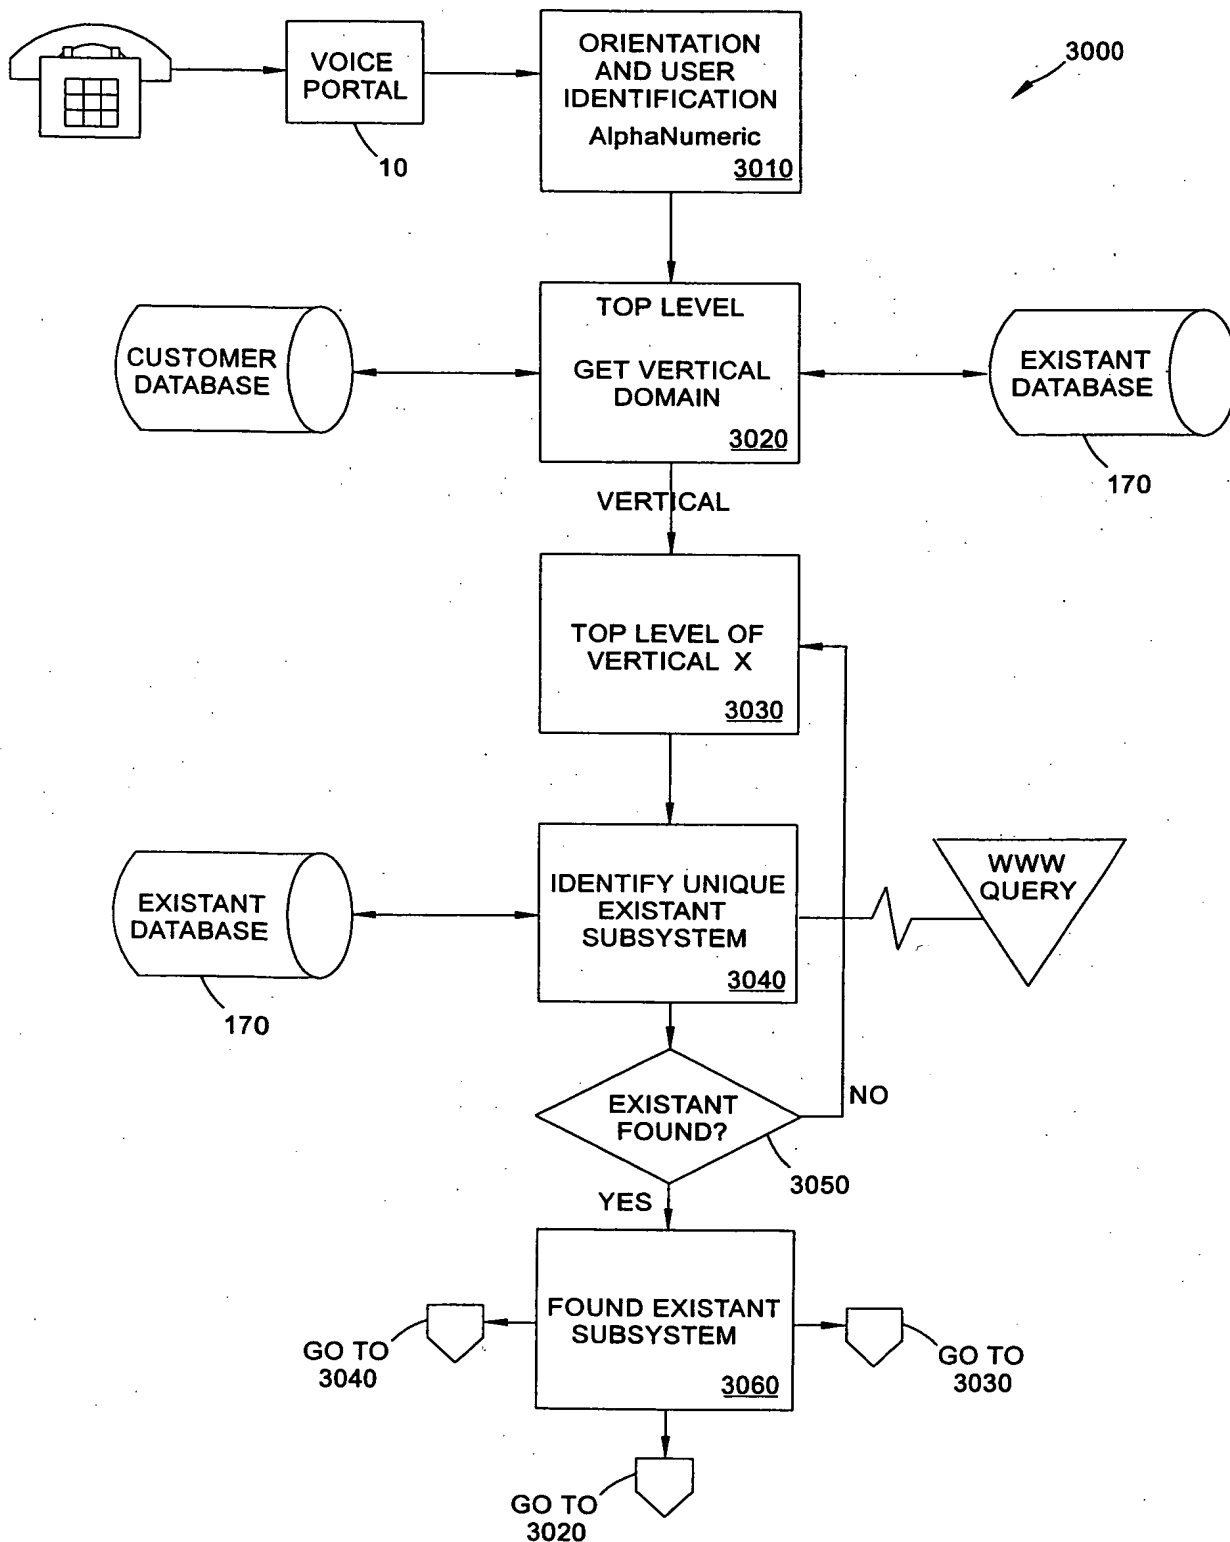 VOICE
PORTAL
10
ORIENTATION
AND USER
IDENTIFICATION
AlphaNumeric
3010
3000
CUSTOMER
DATABASE
TOP LEVEL
GET VERTICAL
DOMAIN
3020
EXISTANT
DATABASE
170
VERTICAL
TOP LEVEL OF
VERTICAL X
3030
EXISTANT
DATABASE
170
IDENTIFY UNIQUE
EXISTANT
SUBSYSTEM
3040
WWW
QUERY
EXISTANT
FOUND?
NO
3050
YES
FOUND EXISTANT
SUBSYSTEM
3060
GO TO
3040
GO TO
3030
GO TO
3020